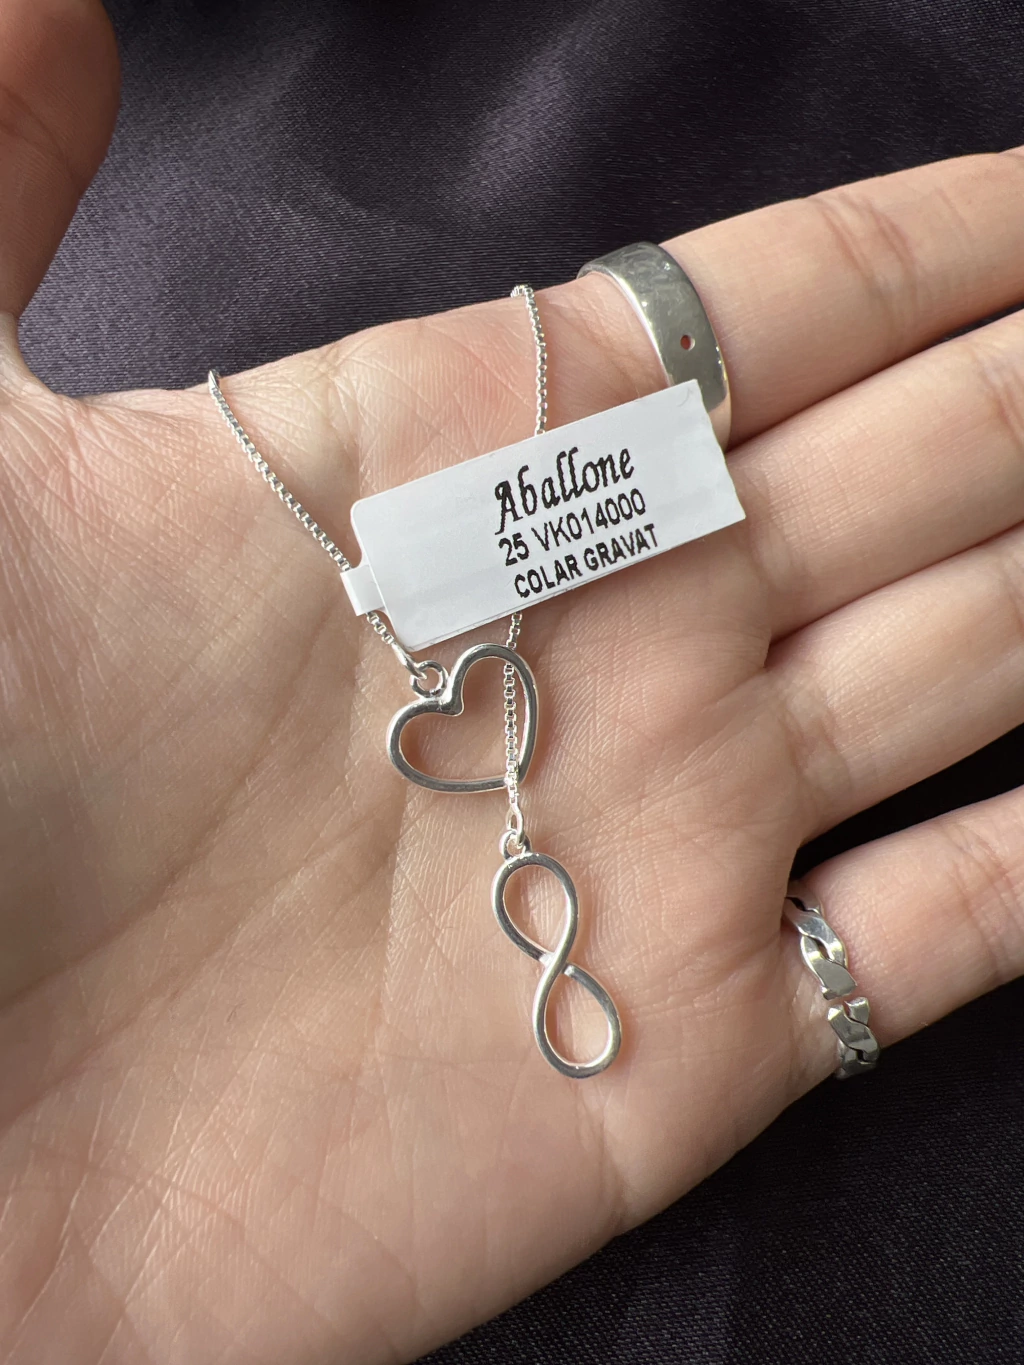 Aballone
25 VK014000
COLAR GRAVAT